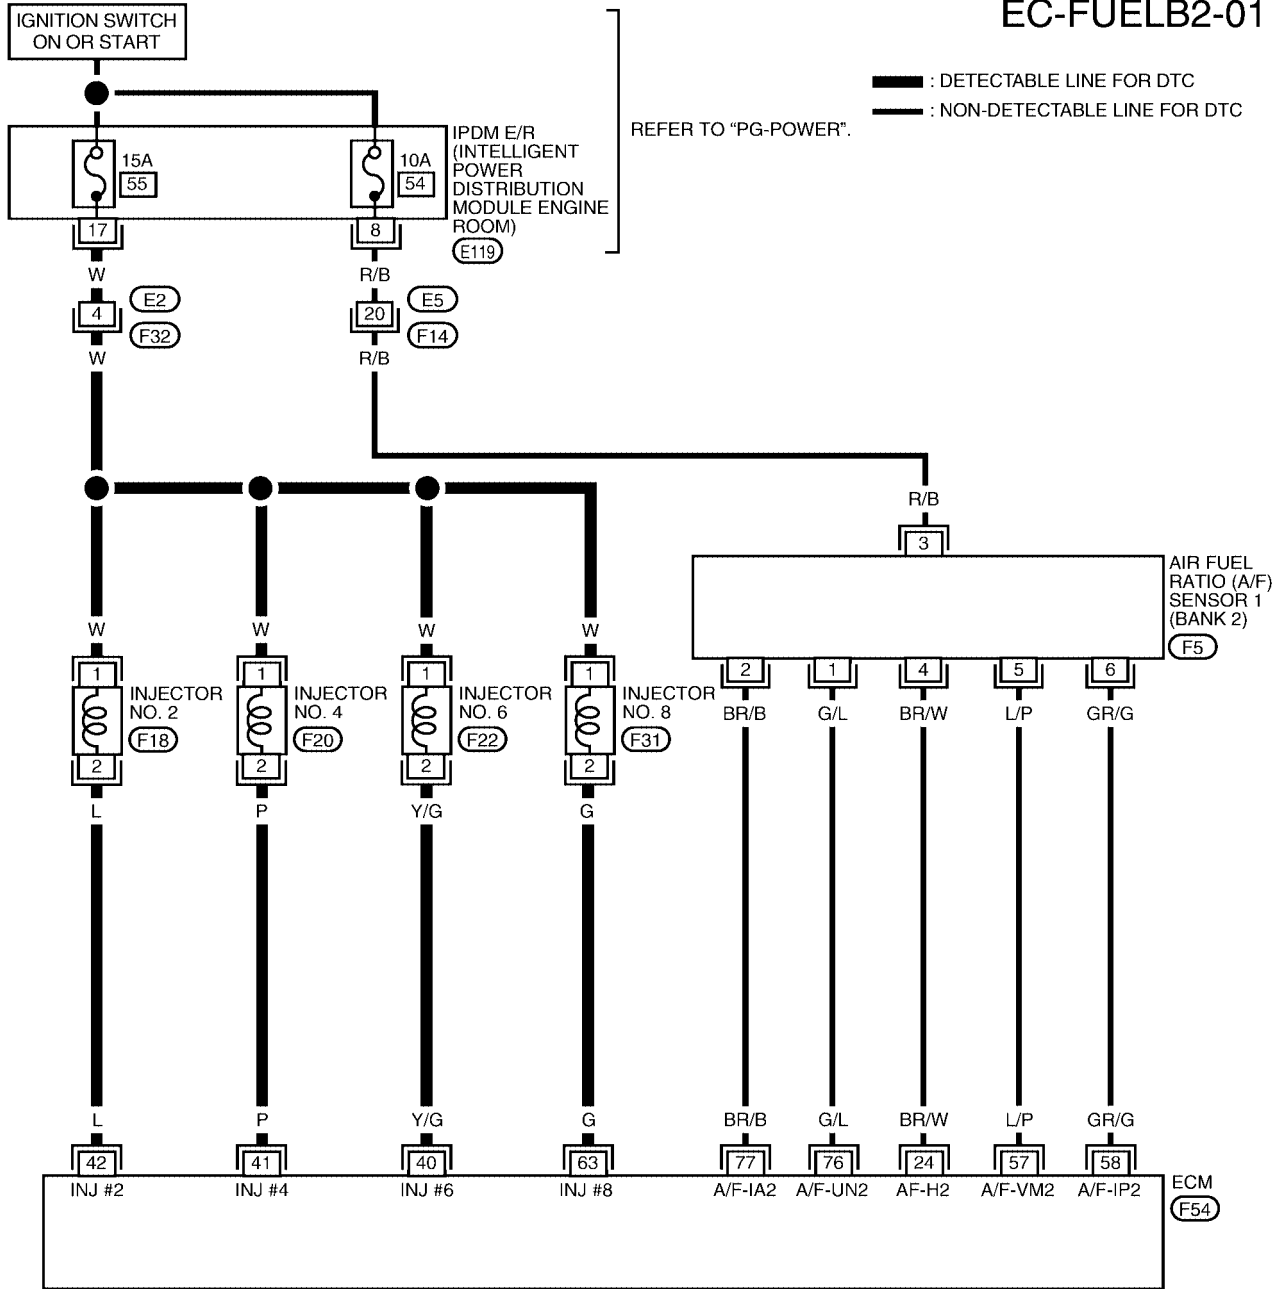 EC-FUELB2-01
IGNITION SWITCH
ON OR START
: DETECTABLE LINE FOR DTC
: NON-DETECTABLE LINE FOR DTC
REFER TO “PG-POWER”.
15A
55
10A
54
IPDM E/R
(INTELLIGENT
POWER
DISTRIBUTION
MODULE ENGINE
ROOM)
E119
17
8
W
R/B
4
E2
F32
20
E5
F14
W
R/B
R/B
3
AIR FUEL
RATIO (A/F)
SENSOR 1
(BANK 2)
F5
W
W
W
W
1
1
1
1
INJECTOR
NO. 2
F18
INJECTOR
NO. 4
F20
INJECTOR
NO. 6
F22
INJECTOR
NO. 8
F31
2
2
2
2
2
1
4
5
6
BR/B
G/L
BR/W
L/P
GR/G
L
P
Y/G
G
L
P
Y/G
G
BR/B
G/L
BR/W
L/P
GR/G
42
41
40
63
77
76
24
57
58
INJ #2
INJ #4
INJ #6
INJ #8
A/F-IA2
A/F-UN2
AF-H2
A/F-VM2
A/F-IP2
ECM
F54